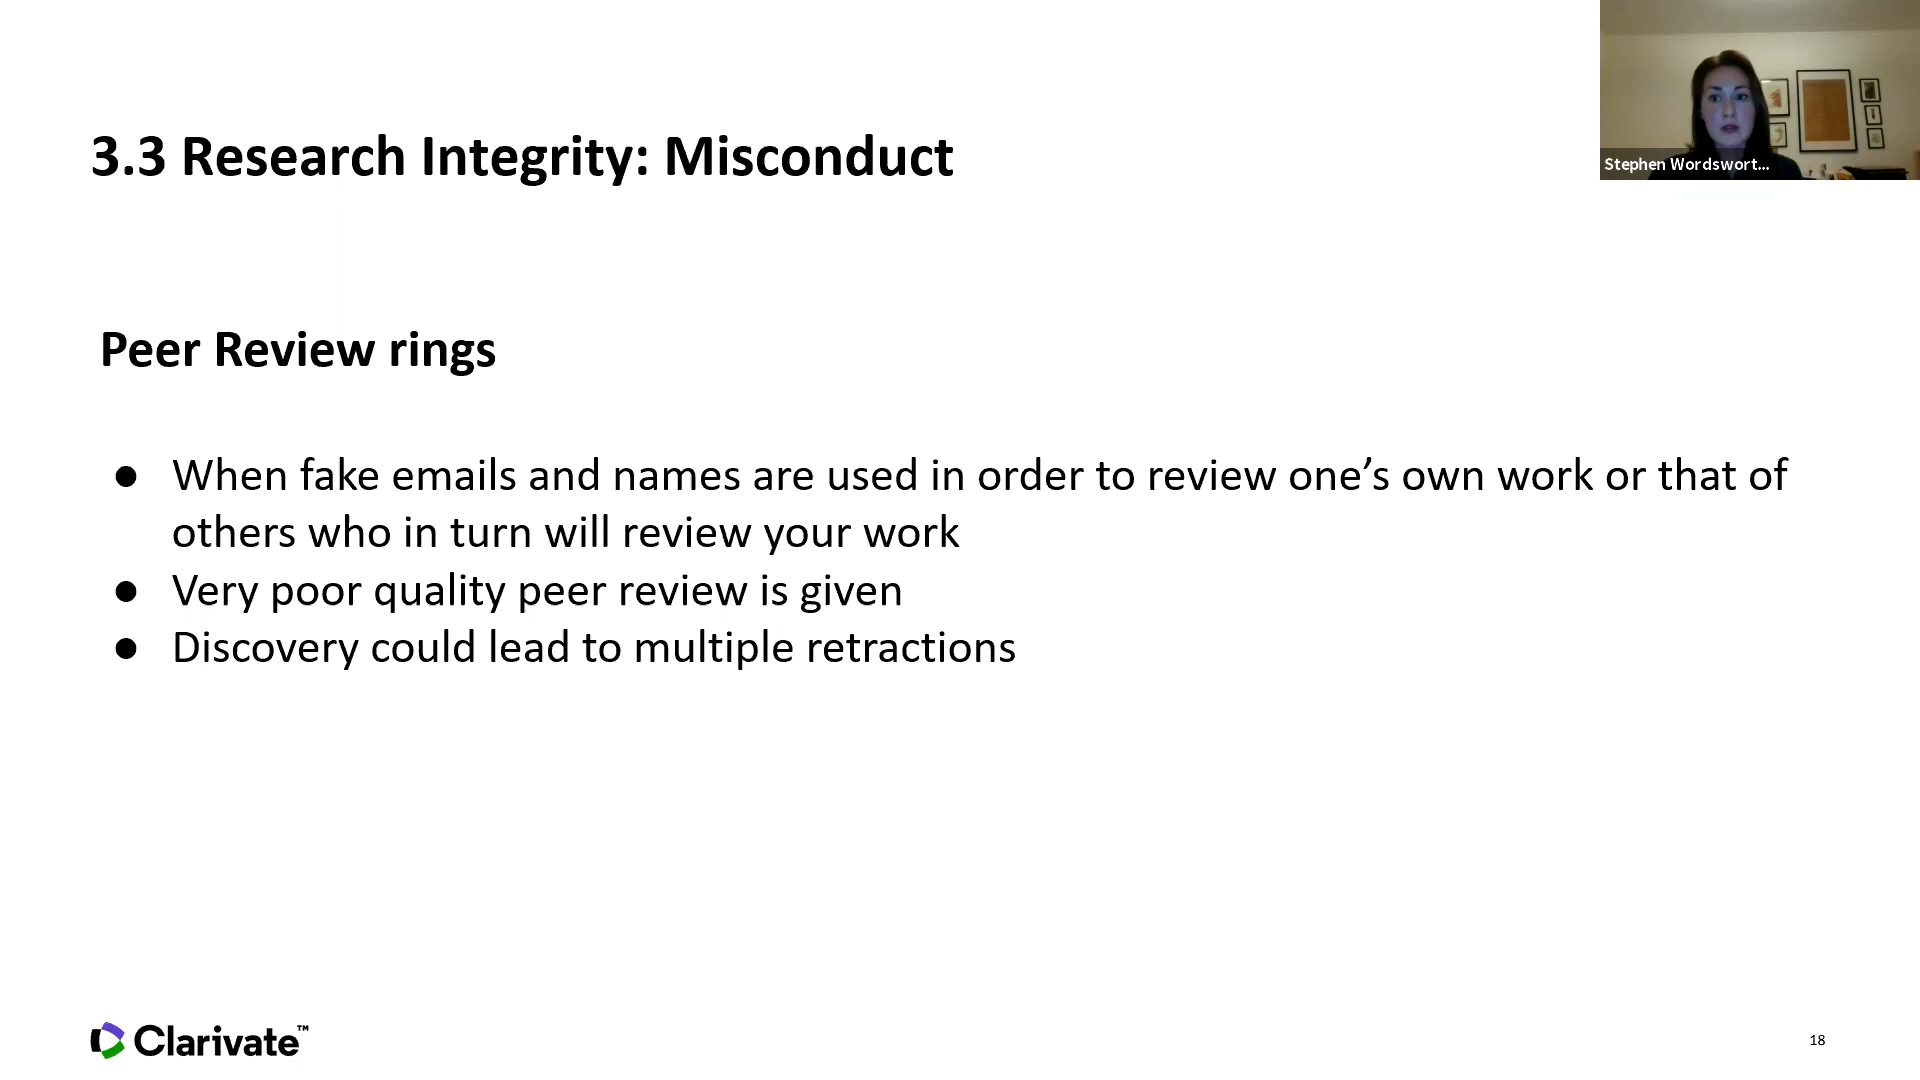 Stephen Wordswort...
3.3 Research Integrity: Misconduct
Peer Review rings
● When fake emails and names are used in order to review one’s own work or that of
others who in turn will review your work
● Very poor quality peer review is given
● Discovery could lead to multiple retractions
Clarivate™
18